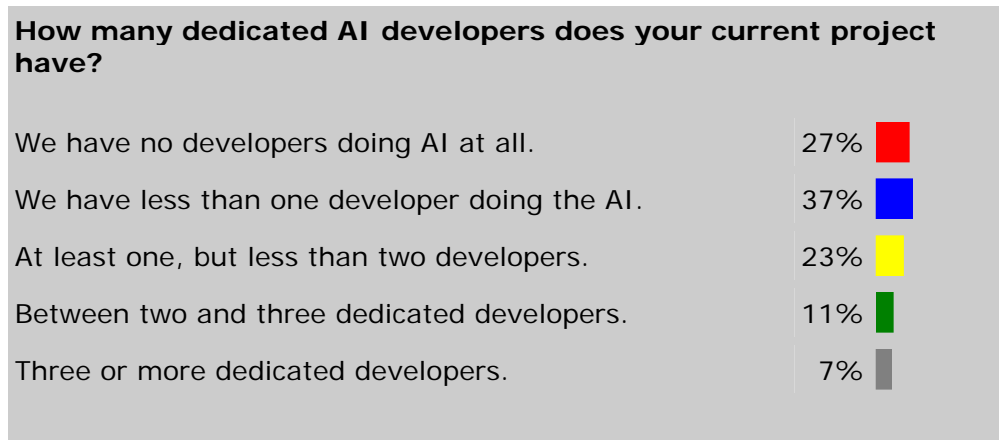 How many dedicated AI developers does your current project
have?
We have no developers doing AI at all. 27%
We have less than one developer doing the AI. 37%
At least one, but less than two developers. 23%
Between two and three dedicated developers. 11%
Three or more dedicated developers. 7%